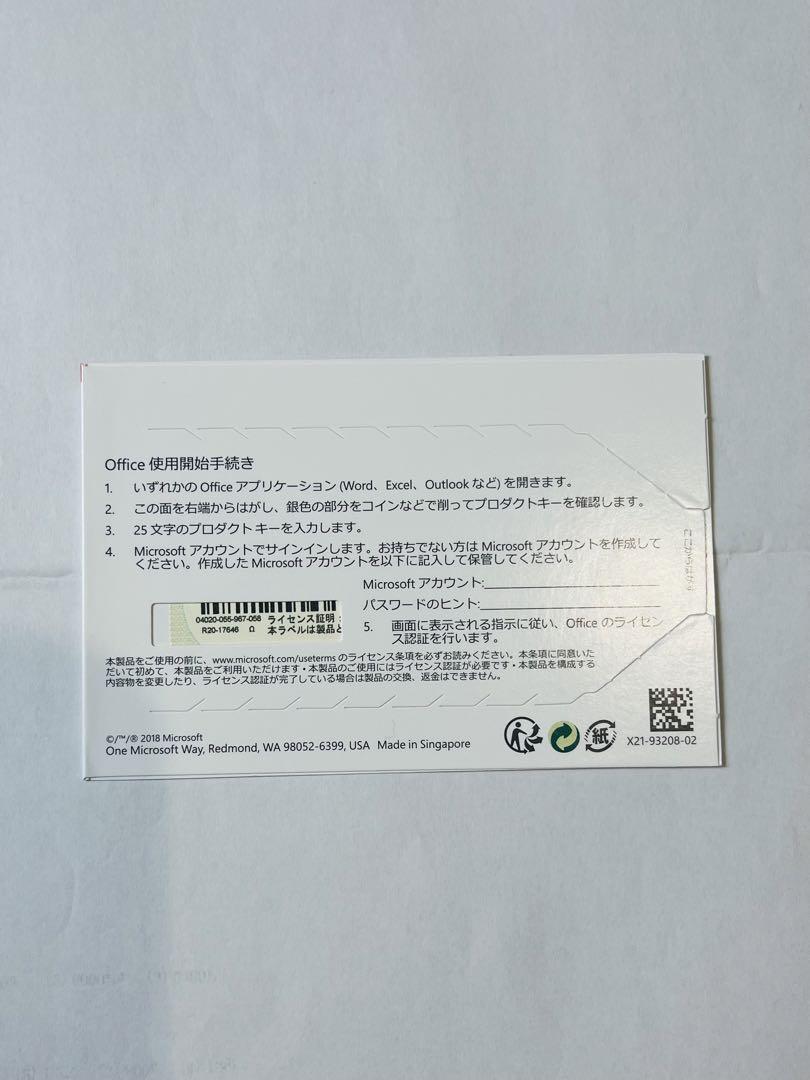 Office 使用開始手続き
1. いずれかの Office アプリケーション (Word、Excel、Outlook など) を開きます。
2. この面を右端からはがし、銀色の部分をコインなどで削ってプロダクトキーを確認します。
3. 25 文字のプロダクト キーを入力します。
4. Microsoft アカウントでサインインします。お持ちでない方は Microsoft アカウントを作成して
ください。作成した Microsoft アカウントを以下に記入して保管してください。
Microsoft アカウント:
パスワードのヒント:
5. 画面に表示される指示に従い、Office のライセン
ス認証を行います。
04020-055-967-058 ライセンス証明:
R20-17646 Ω 本ラベルは製品と
本製品をご使用の前に、www.microsoft.com/useterms のライセンス条項を必ずお読みください。本条項に同意いた
だいて初めて、本製品をご利用いただけます・本製品のご使用にはライセンス認証が必要です・本製品を構成する
内容物を変更したり、ライセンス認証が完了している場合は製品の交換、返金はできません。
ここからはがす
©/™/® 2018 Microsoft
One Microsoft Way, Redmond, WA 98052-6399, USA Made in Singapore
紙
X21-93208-02